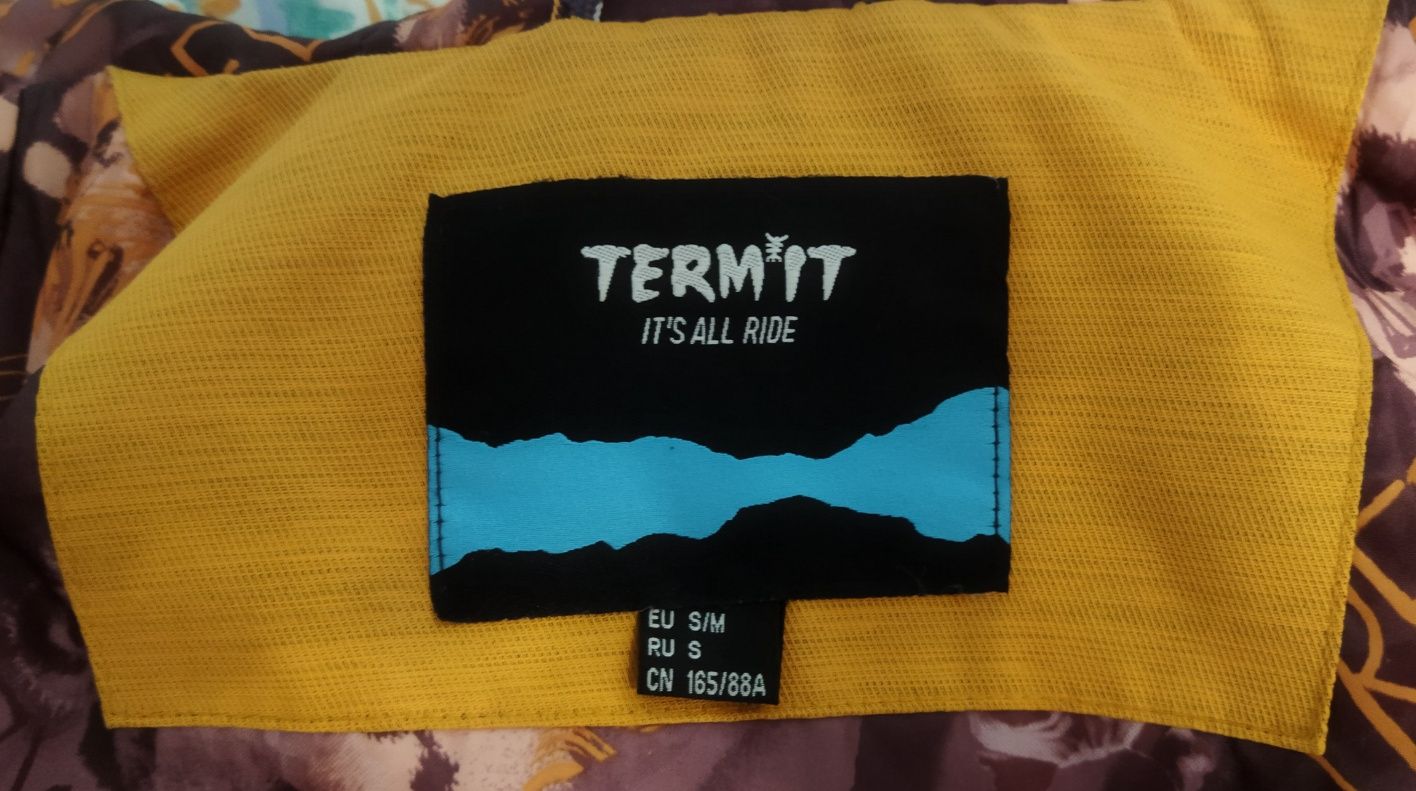 TERMIT
IT'S ALL RIDE
EU S/M
RU S
CN 165/88A